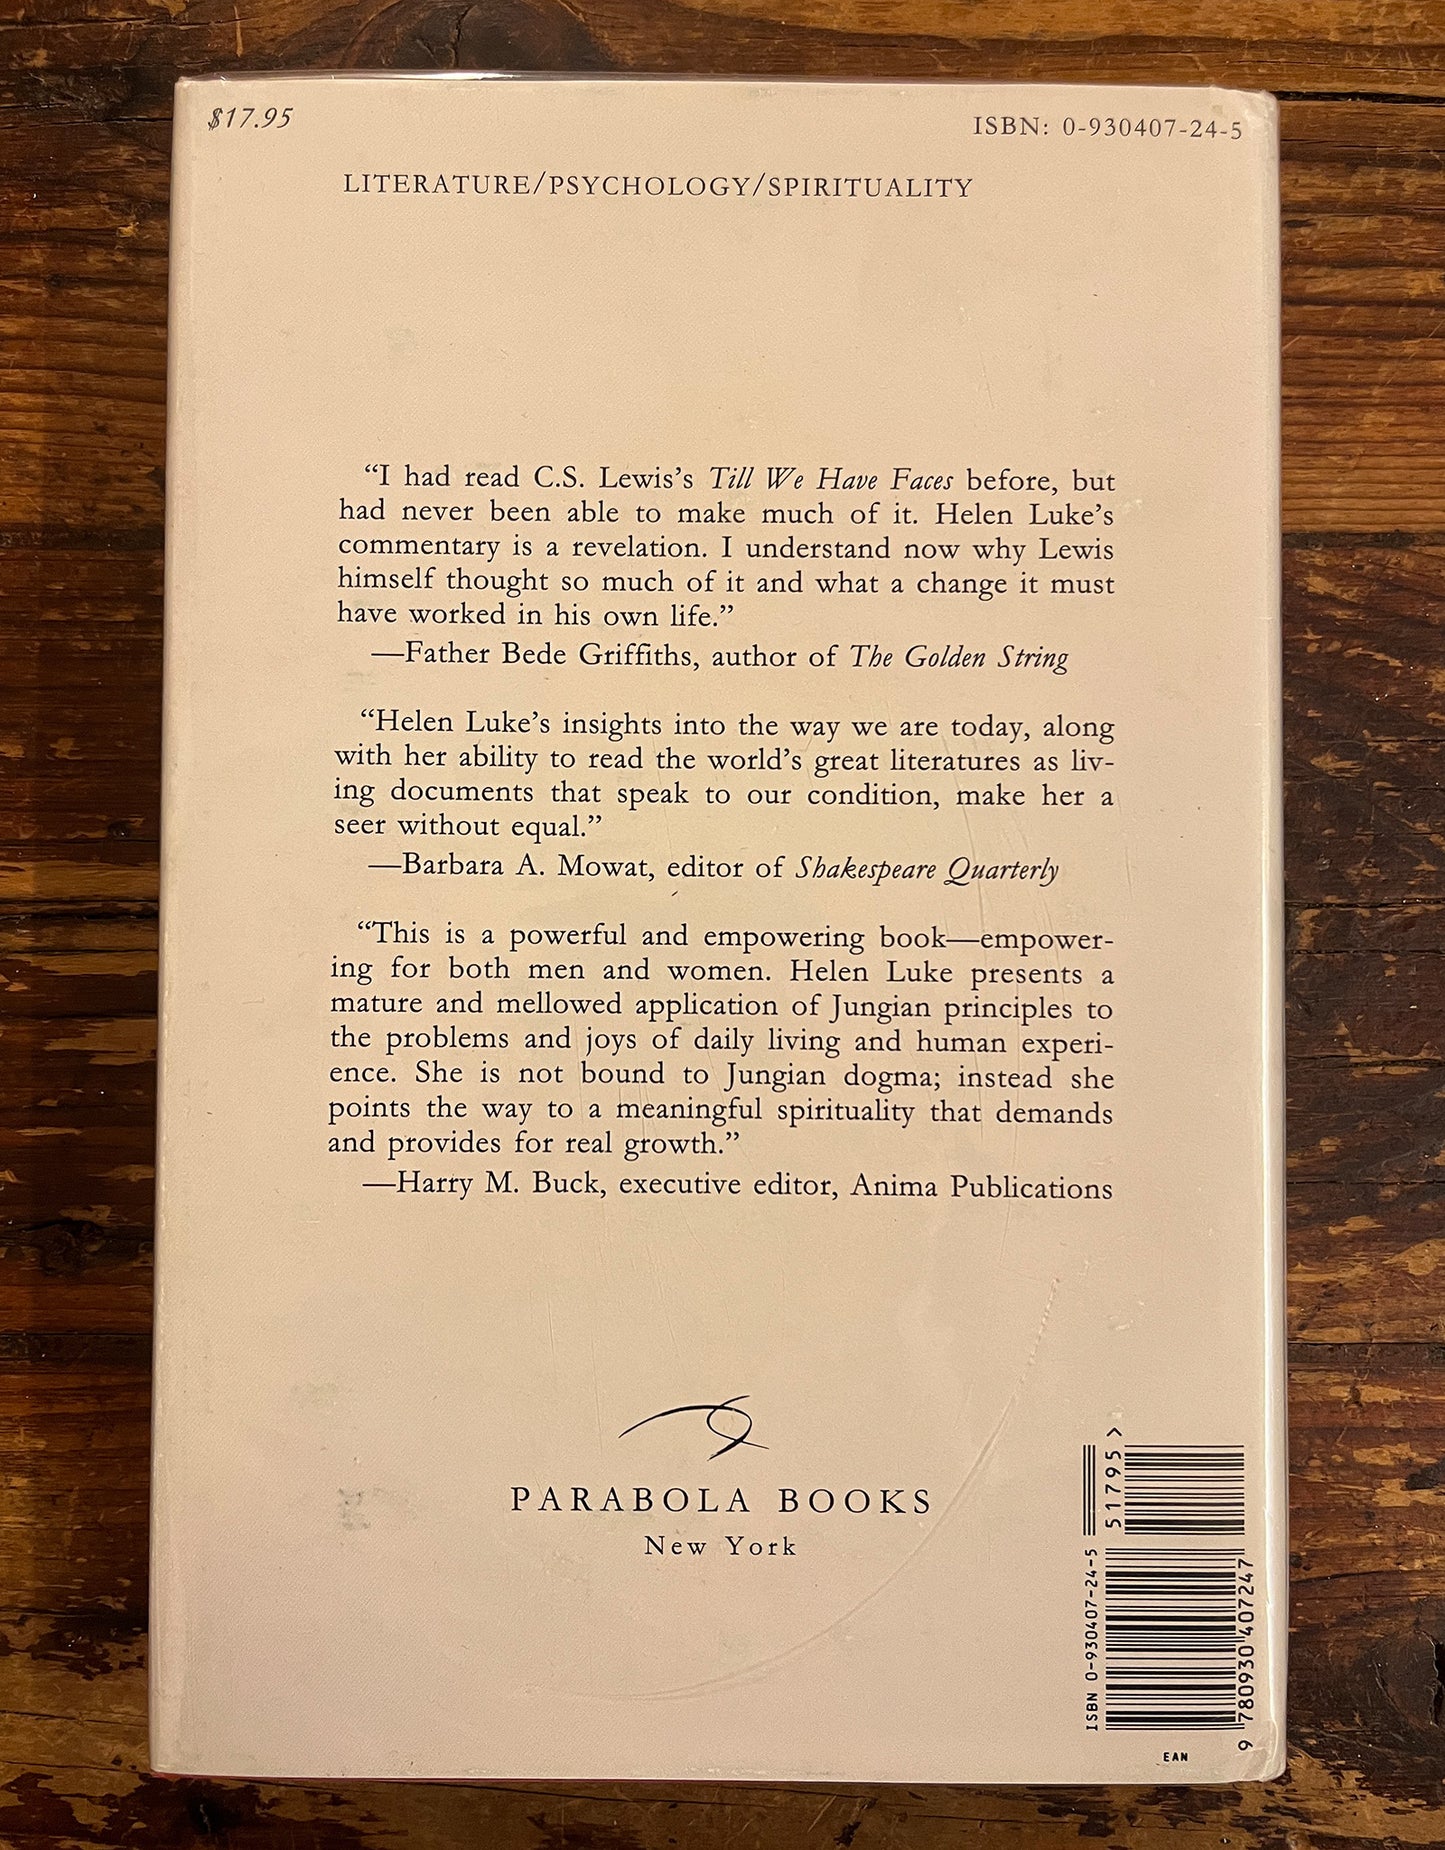 $17.95
ISBN: 0-930407-24-5
LITERATURE/PSYCHOLOGY/SPIRITUALITY
“I had read C.S. Lewis’s Till We Have Faces before, but
had never been able to make much of it. Helen Luke’s
commentary is a revelation. I understand now why Lewis
himself thought so much of it and what a change it must
have worked in his own life.”
—Father Bede Griffiths, author of The Golden String
“Helen Luke’s insights into the way we are today, along
with her ability to read the world’s great literatures as liv-
ing documents that speak to our condition, make her a
seer without equal.”
—Barbara A. Mowat, editor of Shakespeare Quarterly
“This is a powerful and empowering book—empower-
ing for both men and women. Helen Luke presents a
mature and mellowed application of Jungian principles to
the problems and joys of daily living and human experi-
ence. She is not bound to Jungian dogma; instead she
points the way to a meaningful spirituality that demands
and provides for real growth.”
—Harry M. Buck, executive editor, Anima Publications
PARABOLA BOOKS
New York
51795 >
ISBN 0-930407-24-5
9 780930 407247
EAN